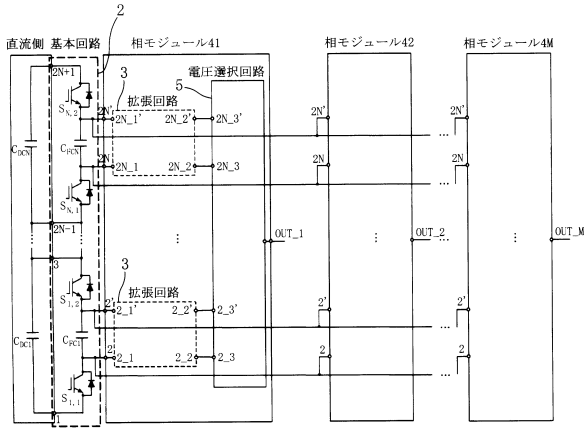 2
直流側 基本回路 相モジュール41 相モジュール42 相モジュール4M
電圧選択回路
5
3
拡張回路
2N+1
S_N,2
2N' 2N_1' 2N_2' 2N_3' 2N' 2N'
C_DCN
C_FCN
2N 2N_1 2N_2 2N_3 2N 2N
S_N,1
2N-1
OUT_1 OUT_2 OUT_M
3
3
S_1,2
拡張回路
2' 2_1' 2_2' 2_3' 2' 2'
C_DC1
C_FC1
2 2_1 2_2 2_3 2 2
S_1,1
1